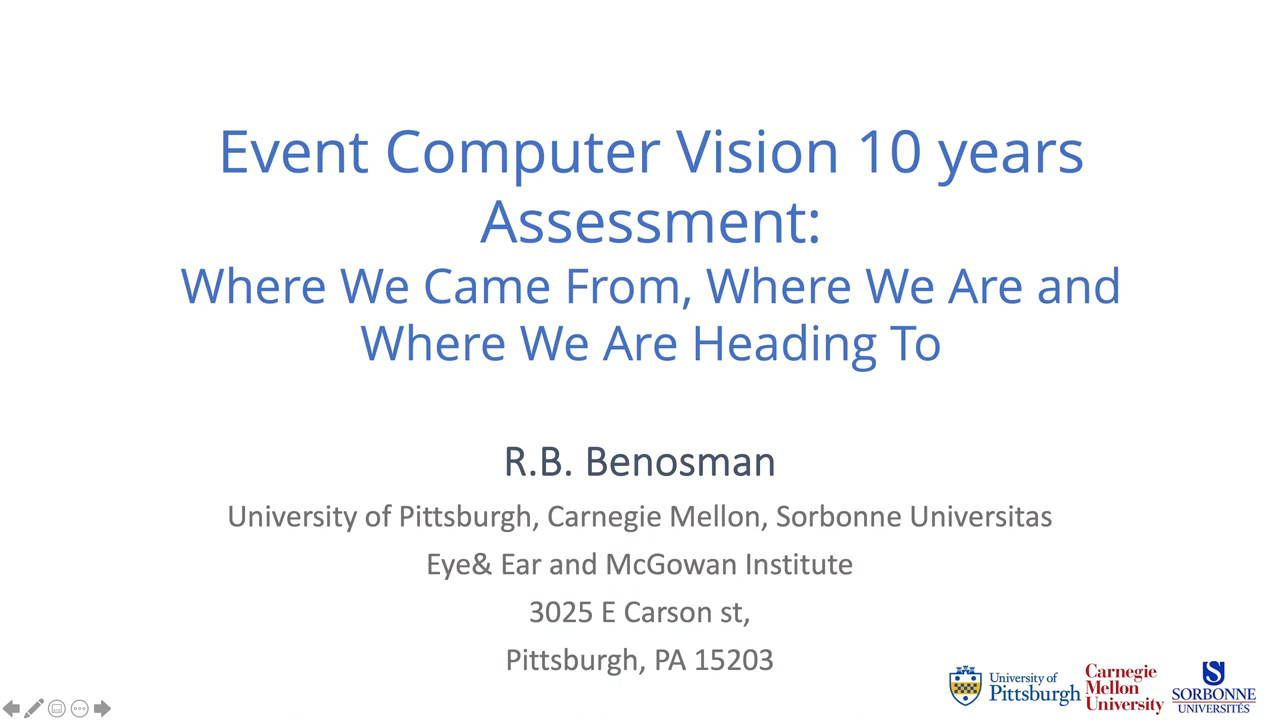 Event Computer Vision 10 years
Assessment:
Where We Came From, Where We Are and
Where We Are Heading To
R.B. Benosman
University of Pittsburgh, Carnegie Mellon, Sorbonne Universitas
Eye& Ear and McGowan Institute
3025 E Carson st,
Pittsburgh, PA 15203
University of
Pittsburgh
Carnegie
Mellon
University
S
SORBONNE
UNIVERSITÉS